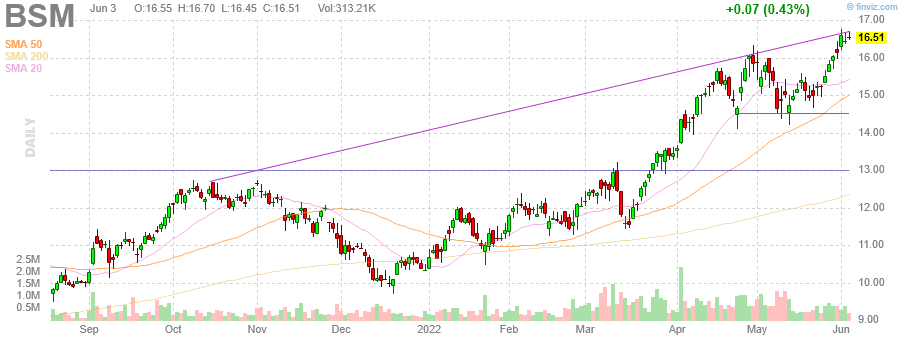 BSM Jun 3 O:16.55 H:16.70 L:16.45 C:16.51 Vol:313.21K +0.07 (0.43%) © finviz.com
SMA 50
SMA 200
SMA 20
DAILY
17.00
16.51
16.00
15.00
14.00
13.00
12.00
11.00
10.00
9.00
2.5M
2.0M
1.5M
1.0M
Sep Oct Nov Dec 2022 Feb Mar Apr May Jun